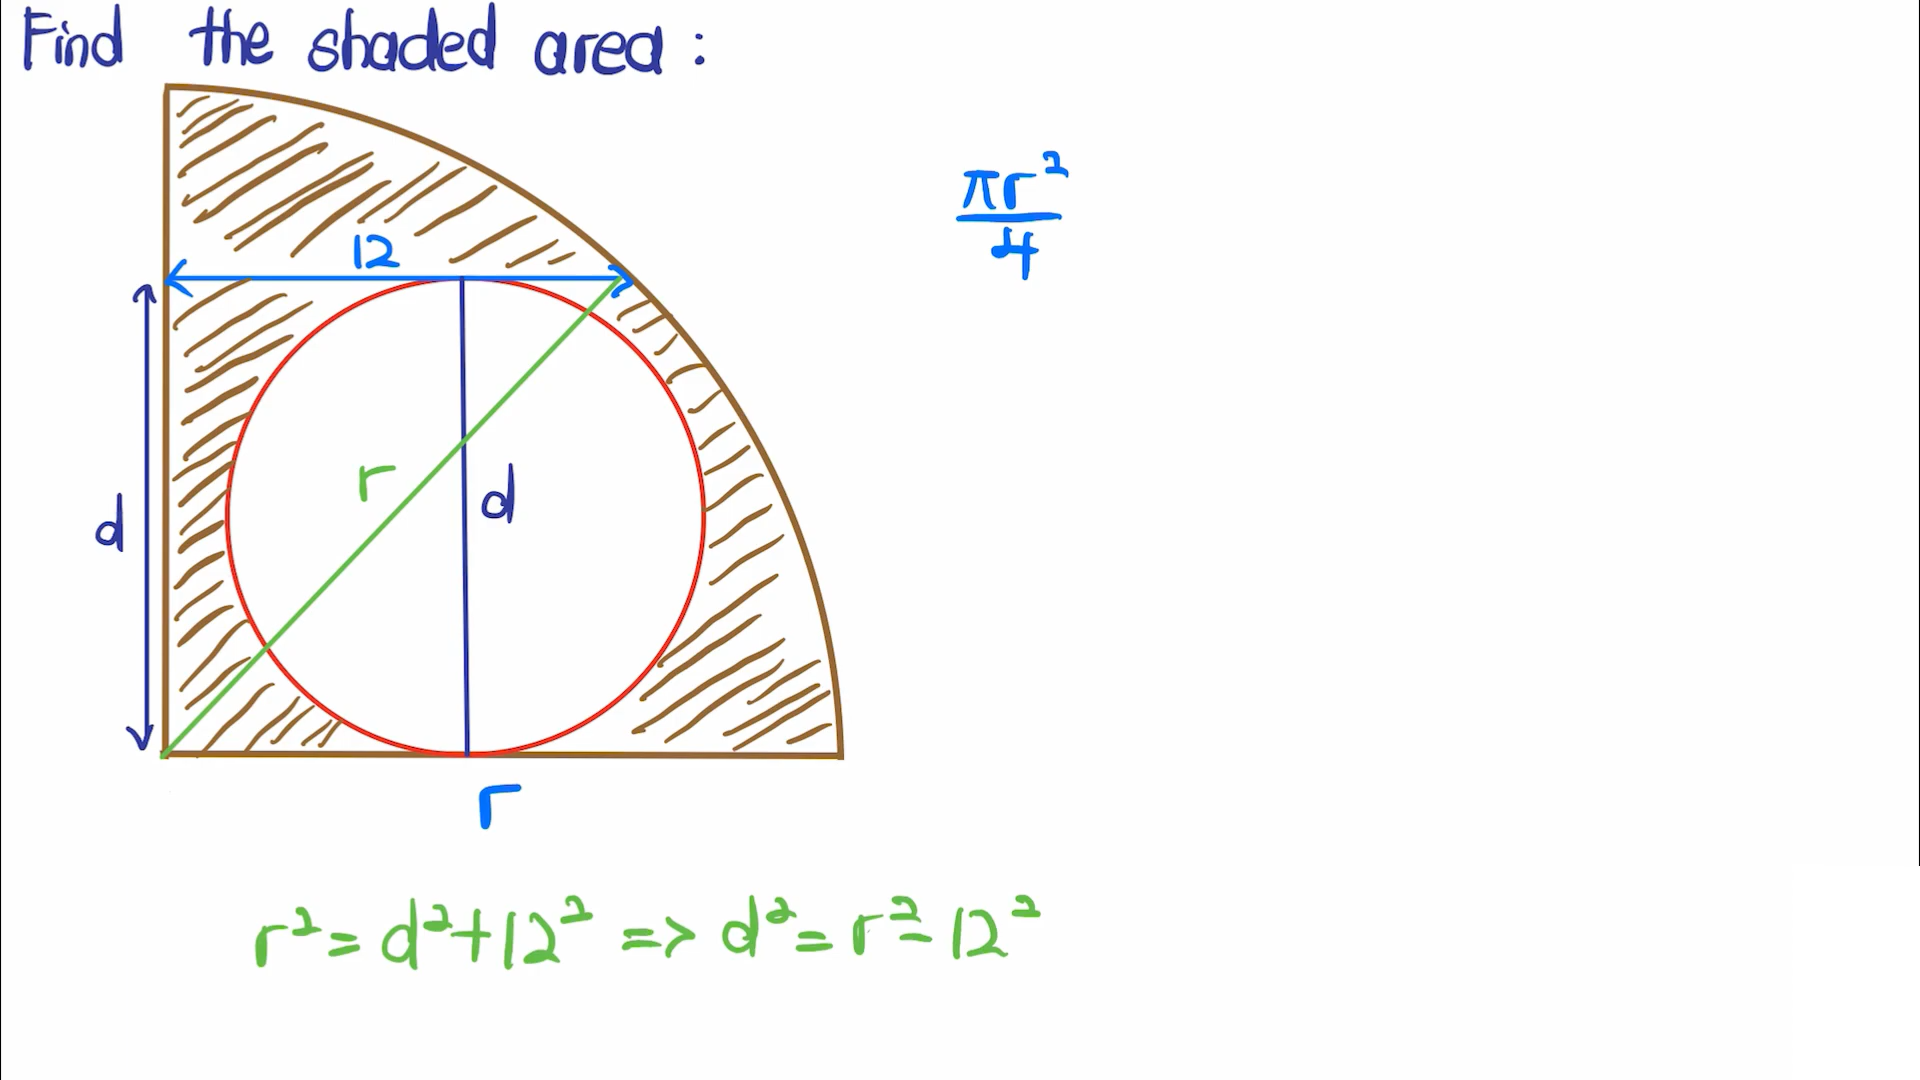 Find the shaded area:
πr²/4
12
r
d
d
r
r² = d² + 12² => d² = r² - 12²